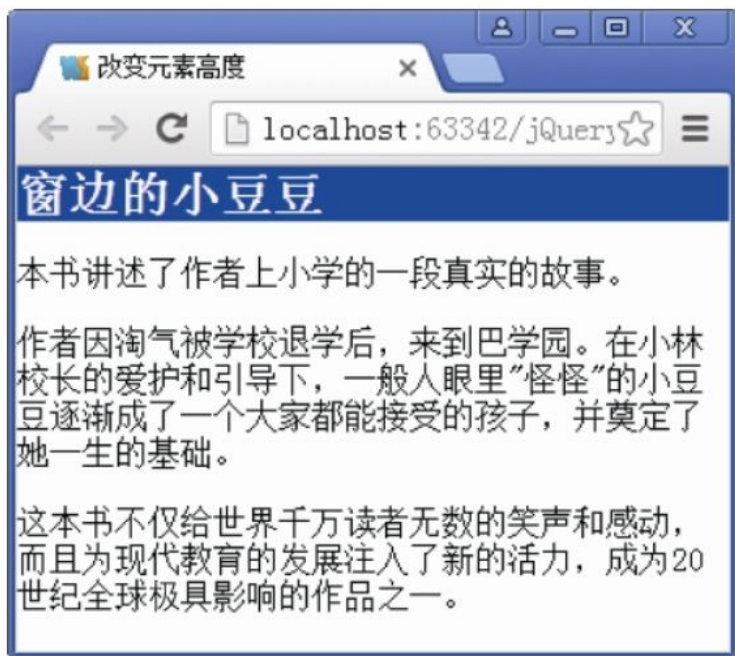 改变元素高度
localhost:63342/jQuery
窗边的小豆豆
本书讲述了作者上小学的一段真实的故事。
作者因淘气被学校退学后，来到巴学园。在小林
校长的爱护和引导下，一般人眼里"怪怪"的小豆
豆逐渐成了一个大家都能接受的孩子，并奠定了
她一生的基础。
这本书不仅给世界千万读者无数的笑声和感动，
而且为现代教育的发展注入了新的活力，成为20
世纪全球极具影响的作品之一。